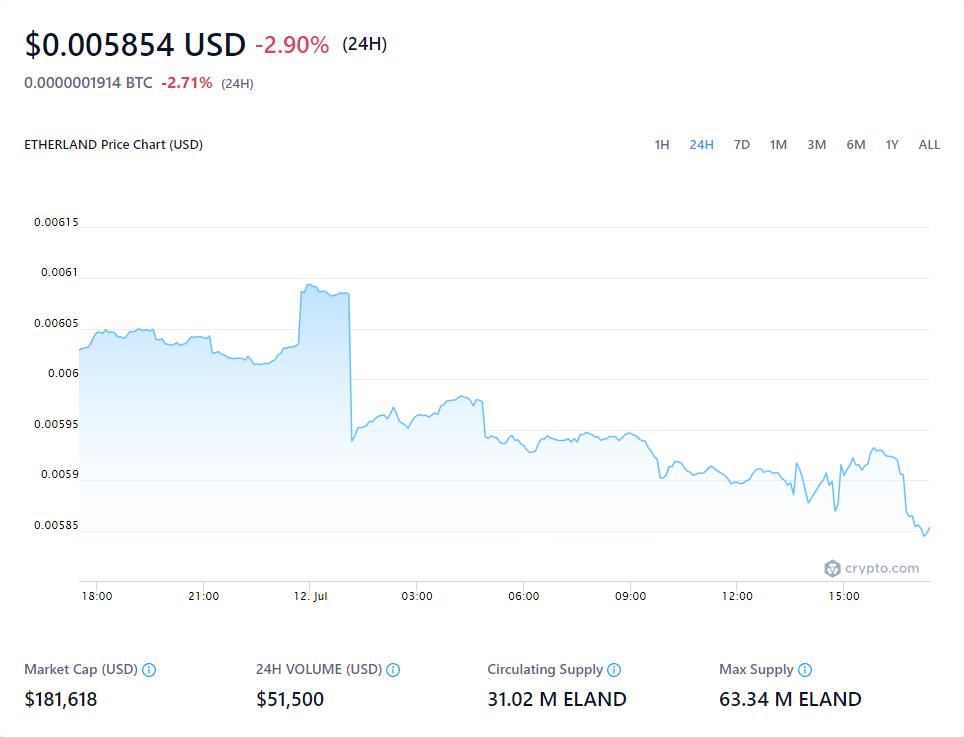 $0.005854 USD -2.90% (24H)
0.0000001914 BTC -2.71% (24H)
ETHERLAND Price Chart (USD) 1H 24H 7D 1M 3M 6M 1Y ALL
0.00615
0.0061
0.00605
0.006
0.00595
0.0059
0.00585
crypto.com
18:00 21:00 12. Jul 03:00 06:00 09:00 12:00 15:00
Market Cap (USD) 24H VOLUME (USD) Circulating Supply Max Supply
$181,618 $51,500 31.02 M ELAND 63.34 M ELAND